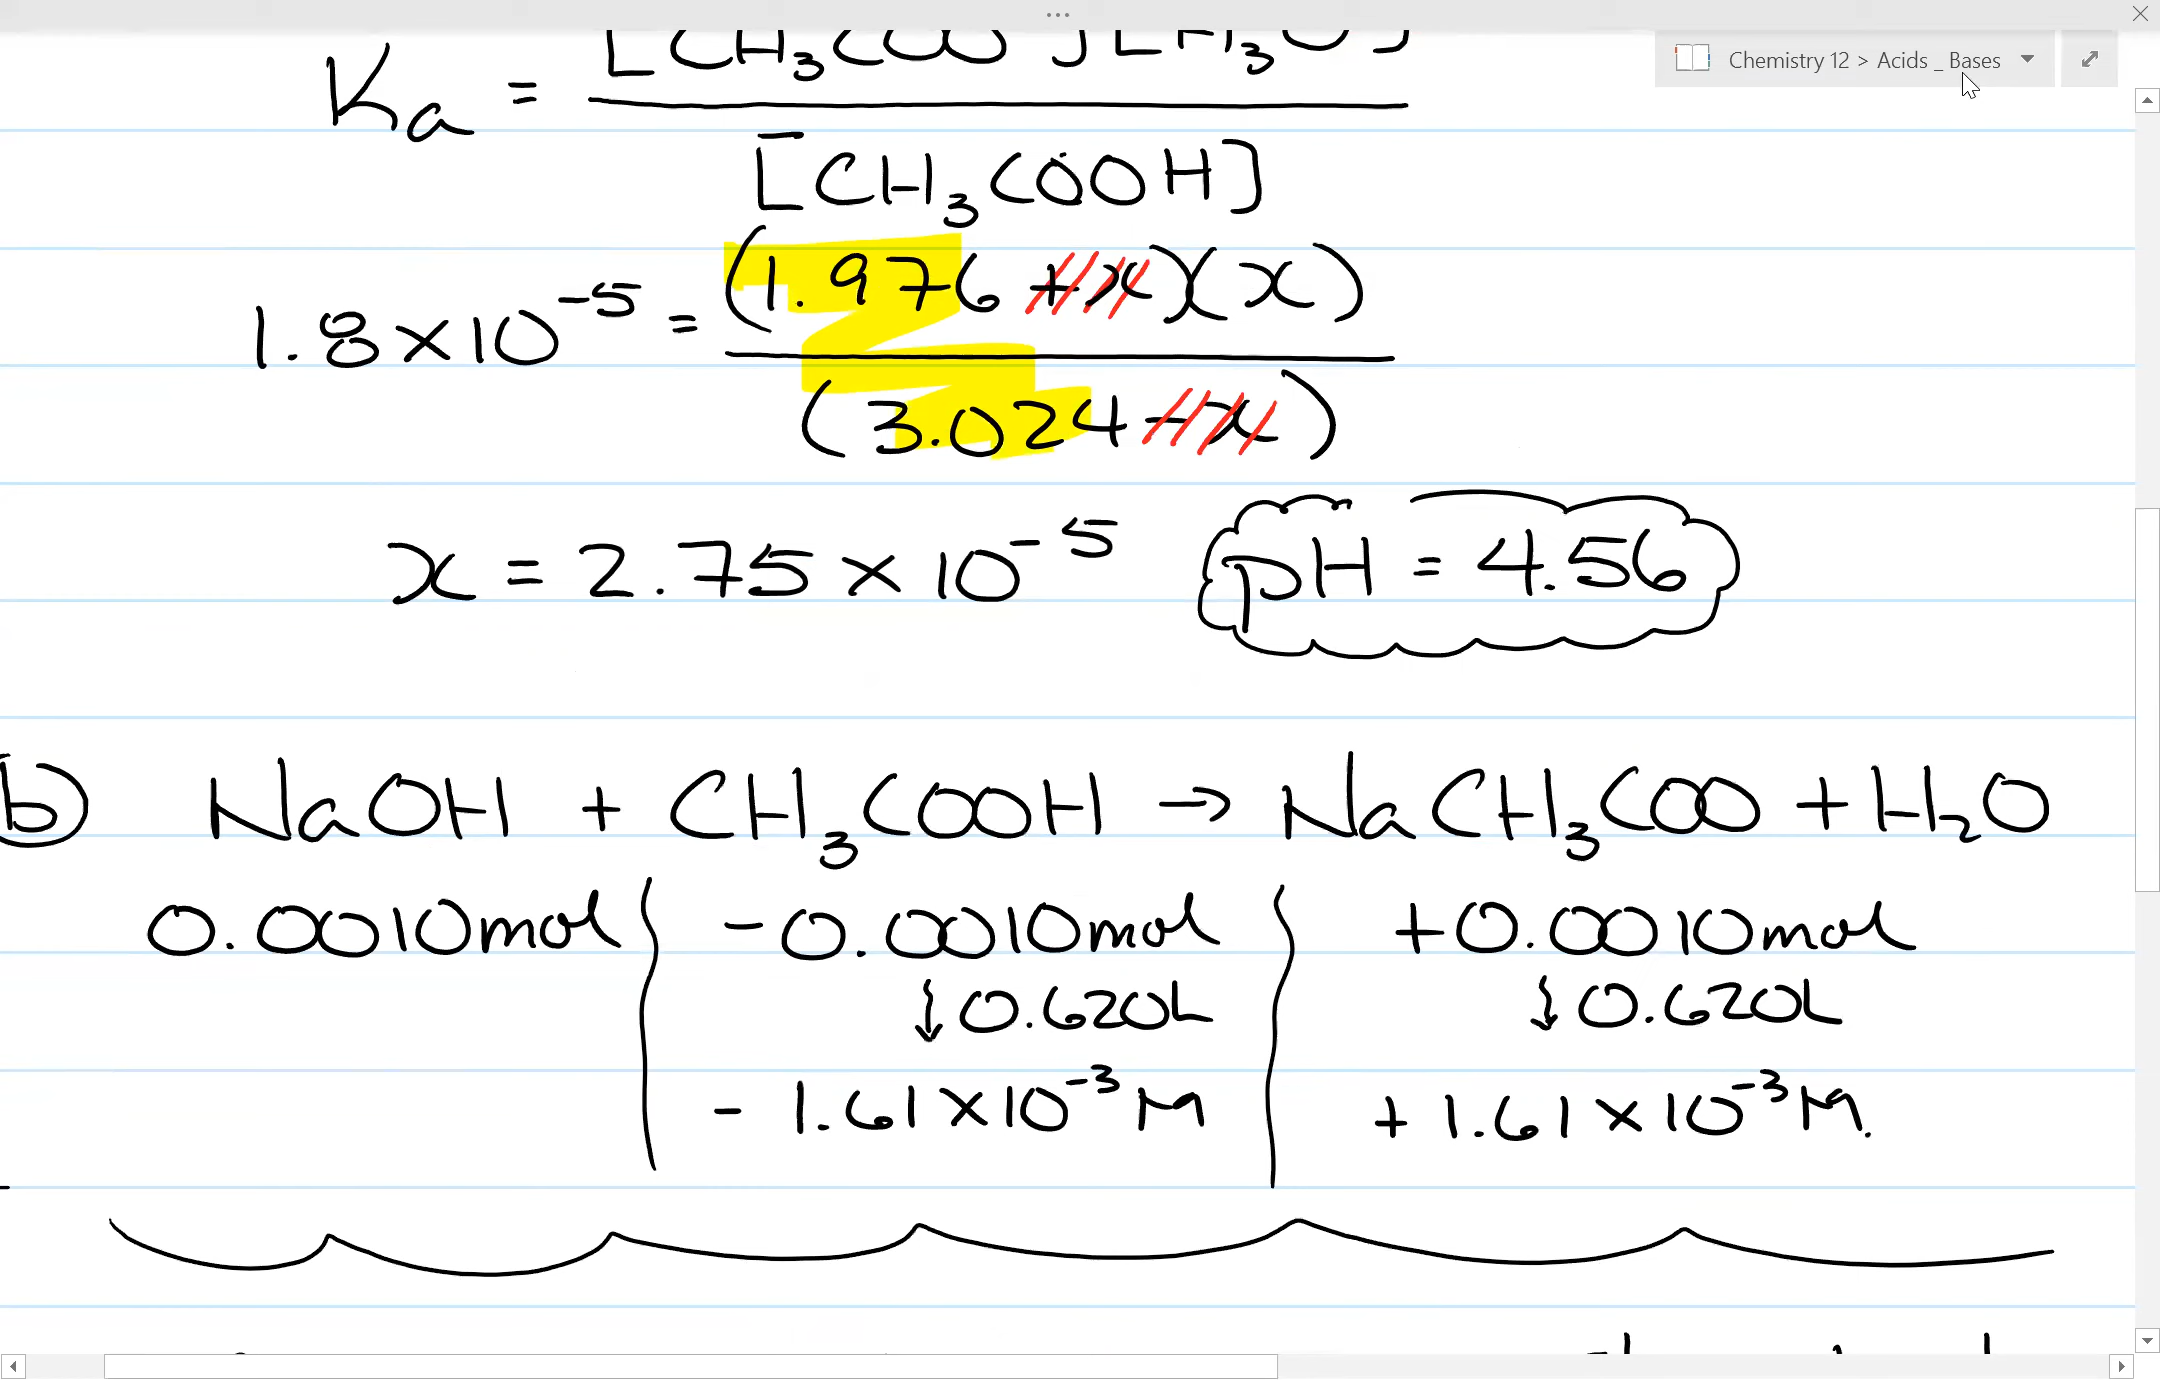 Chemistry 12 > Acids _ Bases
Ka = [CH₃COO⁻][H₃O⁺]
[CH₃COOH]
1.8 × 10⁻⁵ = (1.976 + x)(x)
(3.024 - x)
x = 2.75 × 10⁻⁵ pH = 4.56
b) NaOH + CH₃COOH → NaCH₃COO + H₂O
0.0010mol - 0.0010mol + 0.0010mol
↓ 0.620L ↓ 0.620L
- 1.61 × 10⁻³ M + 1.61 × 10⁻³ M.